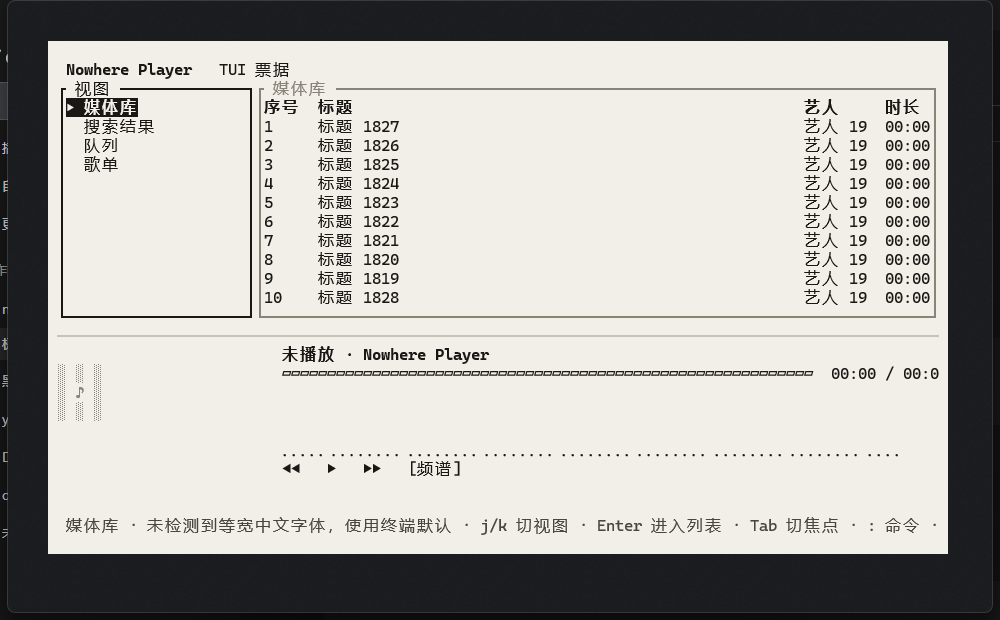 Nowhere Player TUI 票据
视图
▶ 媒体库
搜索结果
队列
歌单
媒体库
序号 标题 艺人 时长
1 标题 1827 艺人 19 00:00
2 标题 1826 艺人 19 00:00
3 标题 1825 艺人 19 00:00
4 标题 1824 艺人 19 00:00
5 标题 1823 艺人 19 00:00
6 标题 1822 艺人 19 00:00
7 标题 1821 艺人 19 00:00
8 标题 1820 艺人 19 00:00
9 标题 1819 艺人 19 00:00
10 标题 1828 艺人 19 00:00
未播放 · Nowhere Player
00:00 / 00:0
♪
◀◀ ▶ ▶▶ [频谱]
媒体库 · 未检测到等宽中文字体，使用终端默认 · j/k 切视图 · Enter 进入列表 · Tab 切焦点 · : 命令 ·